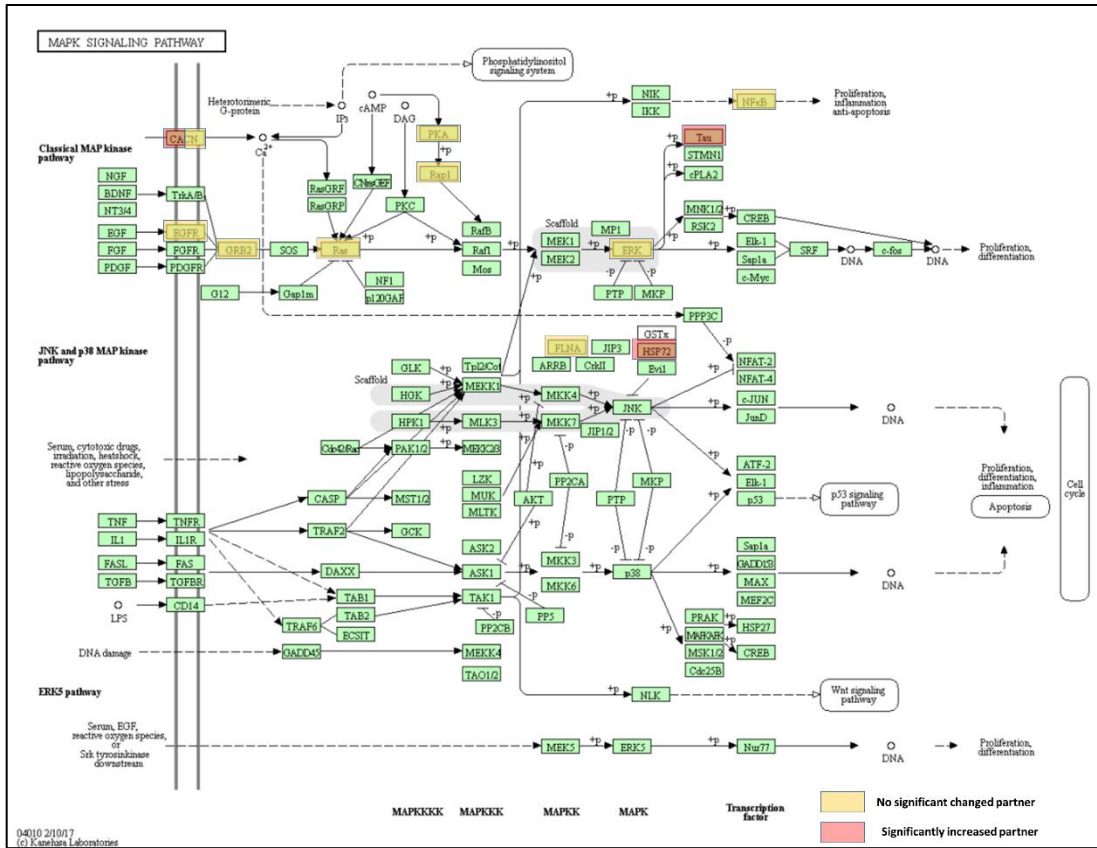 MAPK SIGNALING PATHWAY
Phosphatidylinositol
signaling system
Heterotorimeric
G-protein
IP3
cAMP
DAG
Ca2+
CACN
PKA
+p
Rap1
NIK
IKK
+p
NFκB
Proliferation,
inflammation
anti-apoptosis
Classical MAP kinase
pathway
Tau
+p
STMN1
+p
cPLA2
NGF
BDNF
NT3/4
TrkA/B
RasGRF
RasGRP
CNrasGEF
PKC
RafB
Scaffold
MP1
MNK1/2
RSK2
+p
CREB
EGF
EGFR
FGF
FGFR
PDGF
PDGFR
GRB2
SOS
Ras
+p
+p
Raf1
Mos
+p
MEK1
MEK2
+p
ERK
+p
+p
Elk-1
Sap1a
c-Myc
SRF
DNA
c-fos
DNA
Proliferation,
differentiation
G12
Gap1m
NF1
p120GAP
-p
-p
PTP
MKP
PPP3C
-p
JNK and p38 MAP kinase
pathway
FLNA
JIP3
GSTπ
HSP72
ARRB
CrkII
Evi1
NFAT-2
NFAT-4
+p
GLK
+p
Tpl2/Cot
Scaffold
HGK
+p
MEKK1
+p
+p
MKK4
+p
JNK
+p
c-JUN
JunD
DNA
HPK1
+p
MLK3
+p
MKK7
+p
JIP1/2
Cdc42/Rac
PAK1/2
+p
MEKK2/3
+p
Serum, cytotoxic drugs,
irradiation, heatshock,
reactive oxygen species,
lipopolysaccharide,
and other stress
LZK
MUK
MLTK
-p
-p
-p
PP2CA
AKT
PTP
MKP
+p
+p
ATF-2
Elk-1
p53
p53 signaling
pathway
Proliferation,
differentiation,
inflammation
Apoptosis
Cell
cycle
CASP
MST1/2
TNF
TNFR
IL1
IL1R
TRAF2
GCK
+p
-p
-p
-p
ASK2
MKK3
MKK6
FASL
FAS
TGFB
TGFBR
DAXX
ASK1
+p
+p
p38
+p
Sap1a
GADD153
MAX
MEF2C
DNA
LPS
CD14
TAB1
TAK1
-p
+p
-p
PP5
PP2CB
TRAF6
TAB2
ECSIT
+p
PRAK
MAPKAPK
MSK1/2
Cdc25B
+p
HSP27
+p
CREB
DNA damage
GADD45
MEKK4
TAO1/2
ERK5 pathway
+p
NLK
Wnt signaling
pathway
Serum, EGF,
reactive oxygen species,
or
Srk tyrosinkinase
downstream
MEK5
+p
ERK5
+p
Nur77
DNA
Proliferation,
differentiation
MAPKKKK
MAPKKK
MAPKK
MAPK
Transcription
factor
No significant changed partner
Significantly increased partner
04010 2/10/17
(c) Kanehisa Laboratories